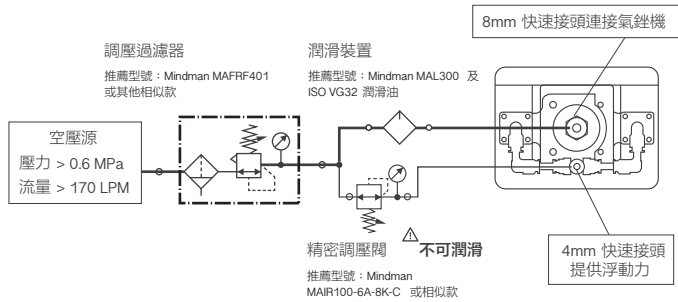 8mm 快速接頭連接氣銼機
調壓過濾器
推薦型號：Mindman MAFRF401
或其他相似款
潤滑裝置
推薦型號：Mindman MAL300 及
ISO VG32 潤滑油
空壓源
壓力 > 0.6 MPa
流量 > 170 LPM
精密調壓閥
不可潤滑
推薦型號：Mindman
MAIR100-6A-8K-C 或相似款
4mm 快速接頭
提供浮動力